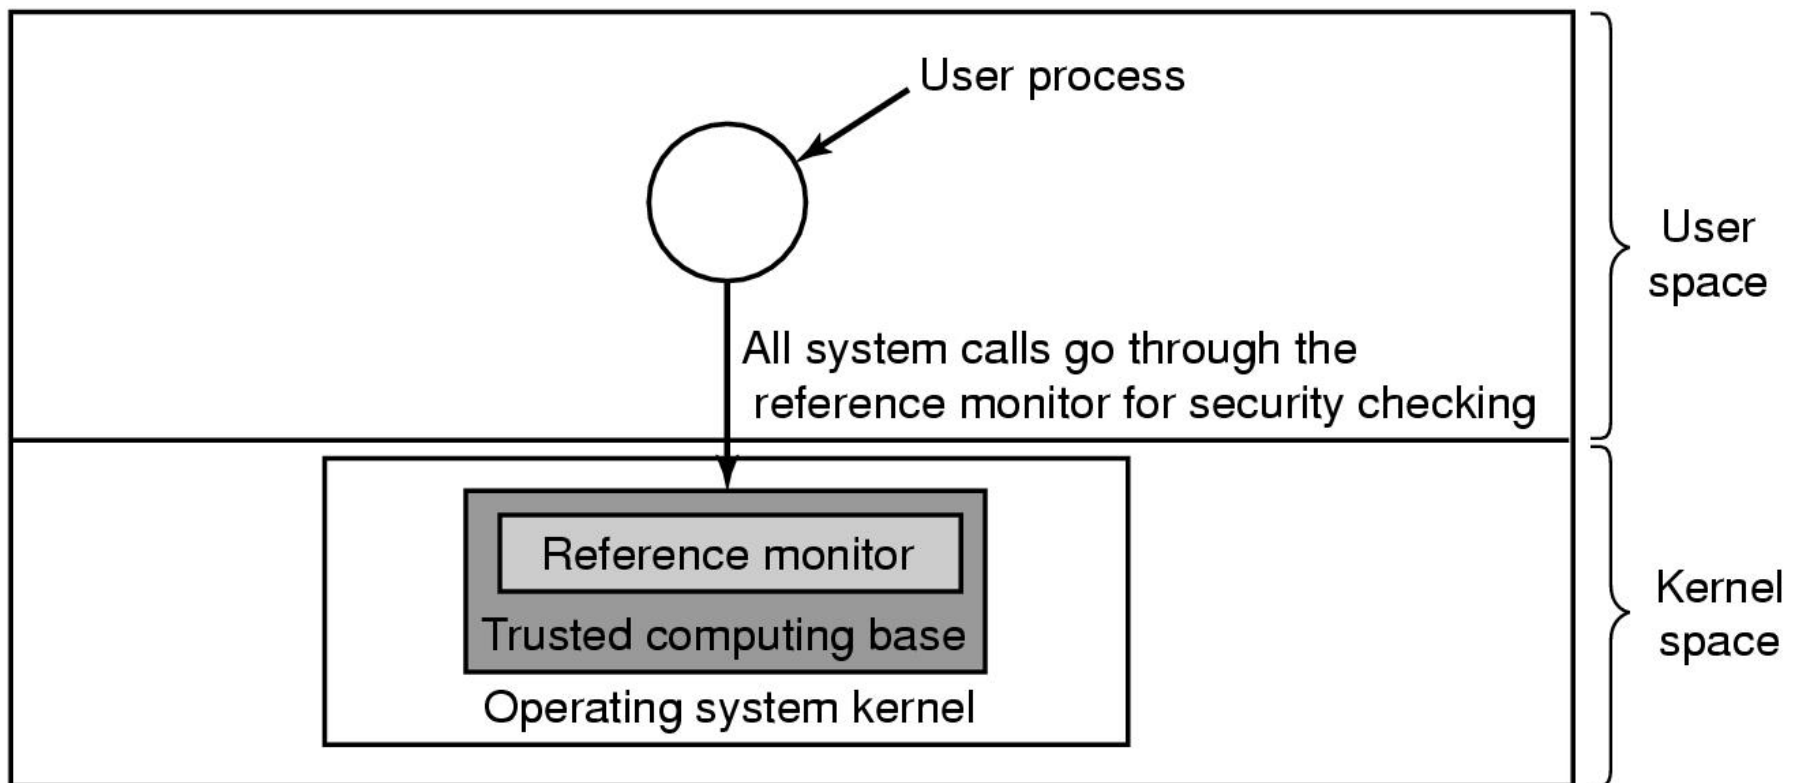 User process
User
space
All system calls go through the
reference monitor for security checking
Reference monitor
Trusted computing base
Operating system kernel
Kernel
space